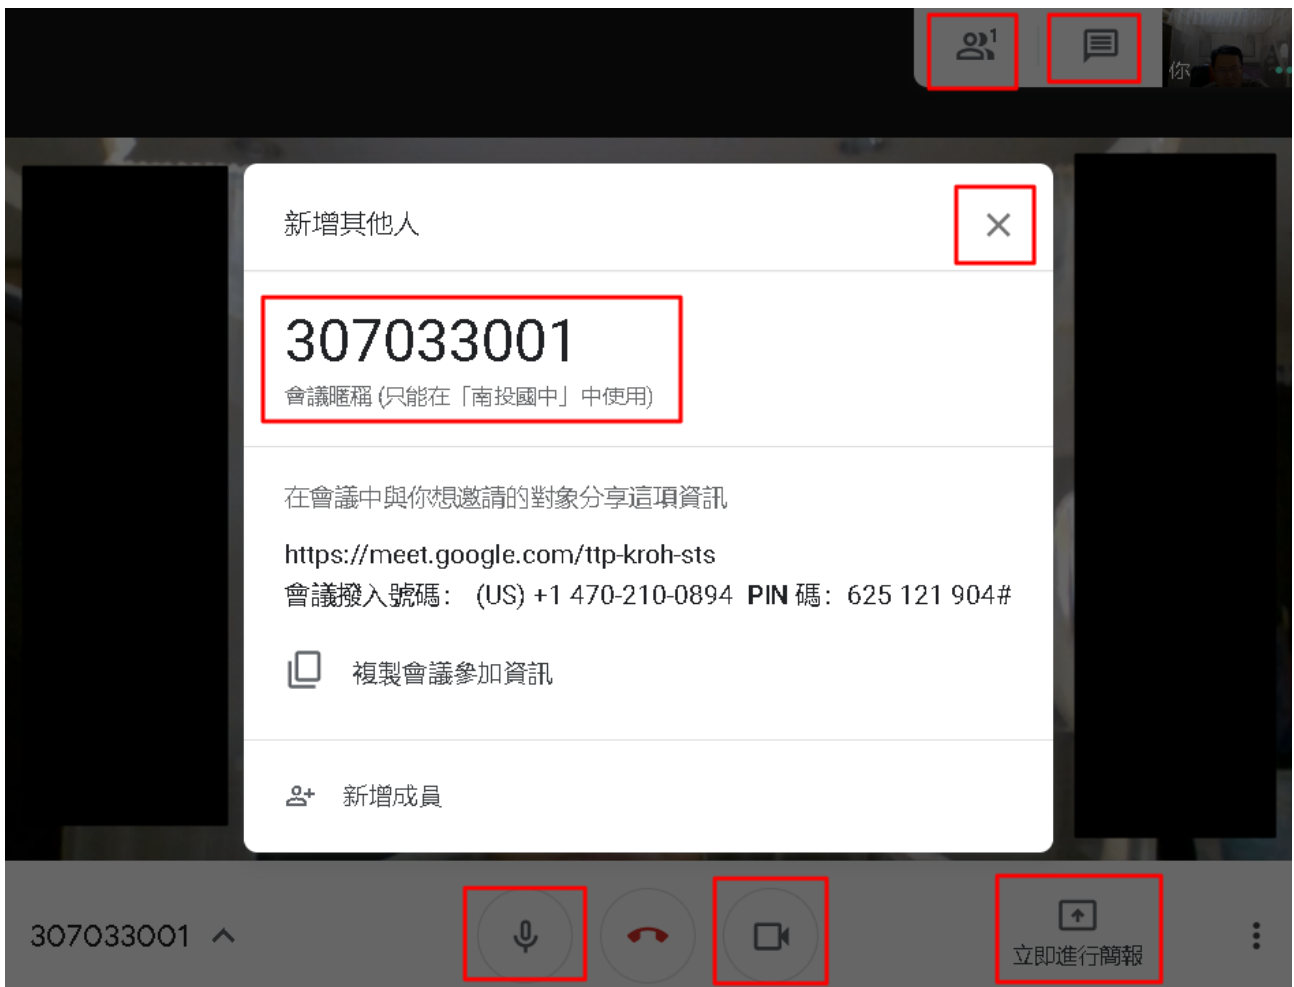 1
你
新增其他人
307033001
會議暱稱 (只能在「南投國中」中使用)
在會議中與你想邀請的對象分享這項資訊
https://meet.google.com/ttp-kroh-sts
會議撥入號碼： (US) +1 470-210-0894 PIN 碼：625 121 904#
複製會議參加資訊
新增成員
307033001
立即進行簡報